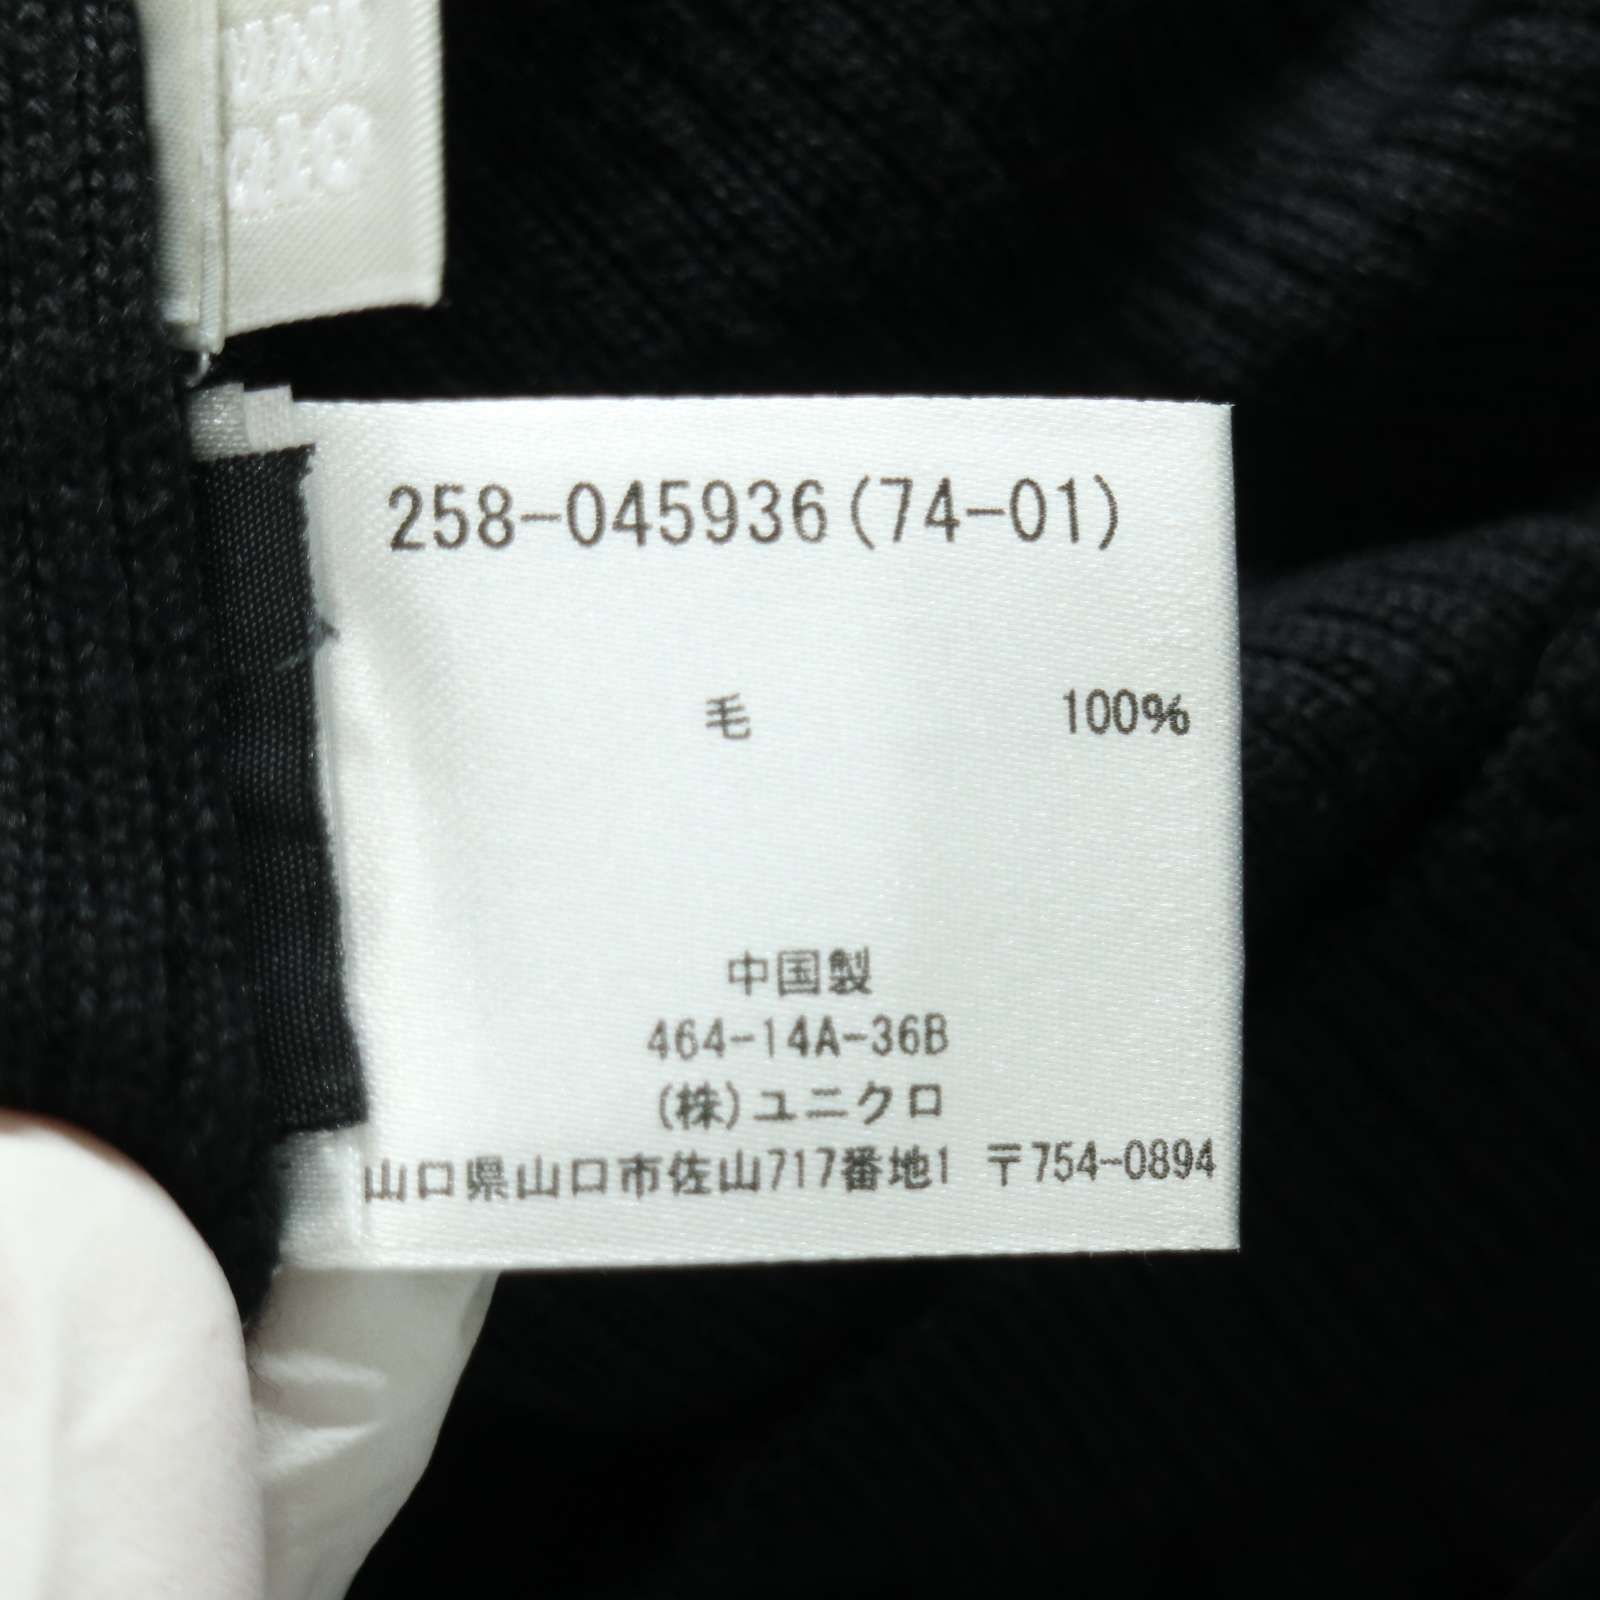 258-045936(74-01)
毛 100%
中国製
464-14A-36B
(株)ユニクロ
山口県山口市佐山717番地1 〒754-0894